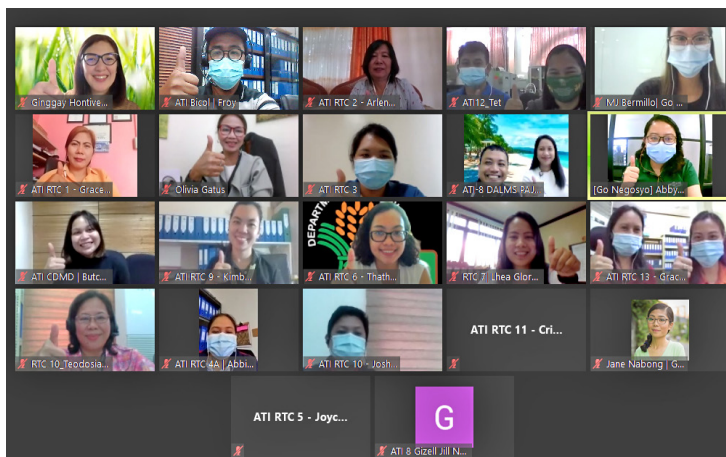 Ginggay Hontive...
ATI Bicol | Froy
ATI RTC 2 - Arlen...
ATI12_Tet
MJ Bermillo| Go ...
ATI RTC 1 - Grace...
Olivia Gatus
ATI RTC 3
ATI-8 DALMS PAJ...
[Go Negosyo] Abby...
ATI CDMD | Butc...
ATI RTC 9 - Kimb...
DEPARTM
ATI RTC 6 - Thath...
RTC 7: Lhea Glor...
ATI RTC 13 - Grac...
RTC 10_Teodosia...
ATI RTC 4A | Abbi...
ATI RTC 10 - Josh...
ATI RTC 11 - Cri...
Jane Nabong | G...
ATI RTC 5 - Joyc...
G
ATI 8 Gizell Jill N...